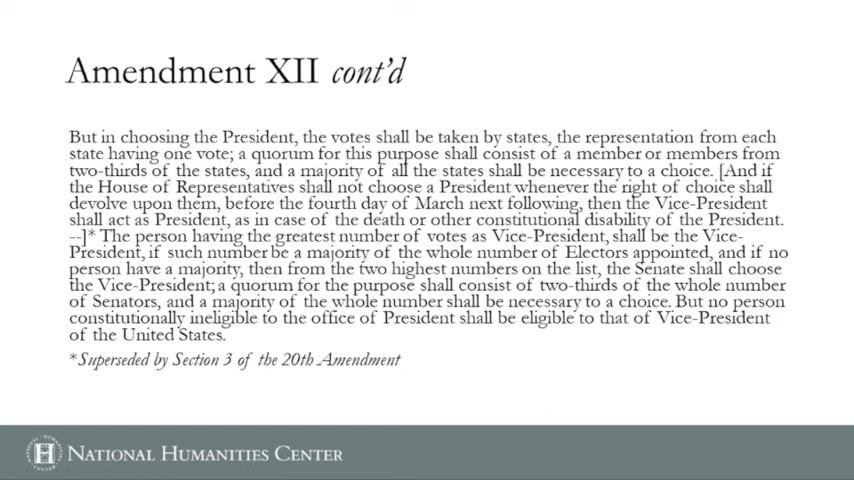 Amendment XII cont’d
But in choosing the President, the votes shall be taken by states, the representation from each
state having one vote; a quorum for this purpose shall consist of a member or members from
two-thirds of the states, and a majority of all the states shall be necessary to a choice. [And if
the House of Representatives shall not choose a President whenever the right of choice shall
devolve upon them, before the fourth day of March next following, then the Vice-President
shall act as President, as in case of the death or other constitutional disability of the President.
--]* The person having the greatest number of votes as Vice-President, shall be the Vice-
President, if such number be a majority of the whole number of Electors appointed, and if no
person have a majority, then from the two highest numbers on the list, the Senate shall choose
the Vice-President; a quorum for the purpose shall consist of two-thirds of the whole number
of Senators, and a majority of the whole number shall be necessary to a choice. But no person
constitutionally ineligible to the office of President shall be eligible to that of Vice-President
of the United States.
*Superseded by Section 3 of the 20th Amendment
H NATIONAL HUMANITIES CENTER